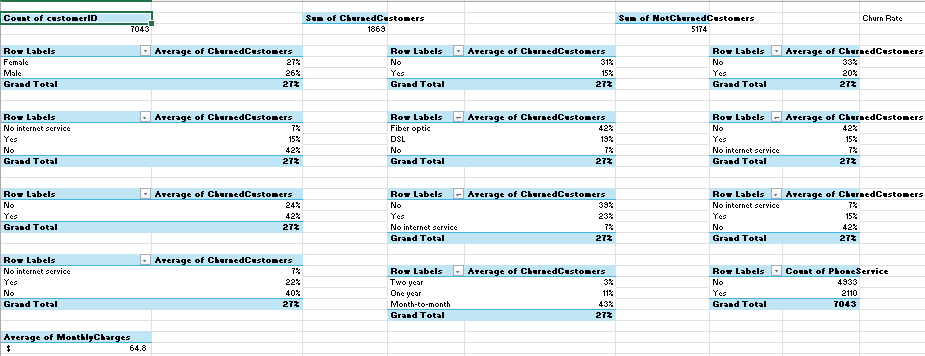 Count of customerID Sum of ChurnedCustomers Sum of NotChurnedCustomers Churn Rate
7043 1869 5174
Row Labels Average of ChurnedCustomers Row Labels Average of ChurnedCustomers Row Labels Average of ChurnedCustomers
Female 27% No 31% No 33%
Male 26% Yes 15% Yes 20%
Grand Total 27% Grand Total 27% Grand Total 27%
Row Labels Average of ChurnedCustomers Row Labels Average of ChurnedCustomers Row Labels Average of ChurnedCustomers
No internet service 7% Fiber optic 42% No 42%
Yes 15% DSL 19% Yes 15%
No 42% No 7% No internet service 7%
Grand Total 27% Grand Total 27% Grand Total 27%
Row Labels Average of ChurnedCustomers Row Labels Average of ChurnedCustomers Row Labels Average of ChurnedCustomers
No 24% No 39% No internet service 7%
Yes 42% Yes 23% Yes 15%
Grand Total 27% No internet service 7% No 42%
Grand Total 27% Grand Total 27%
Row Labels Average of ChurnedCustomers
No internet service 7% Row Labels Average of ChurnedCustomers Row Labels Count of PhoneService
Yes 22% Two year 3% No 4933
No 40% One year 11% Yes 2110
Grand Total 27% Month-to-month 43% Grand Total 7043
Grand Total 27%
Average of MonthlyCharges
$ 64.8